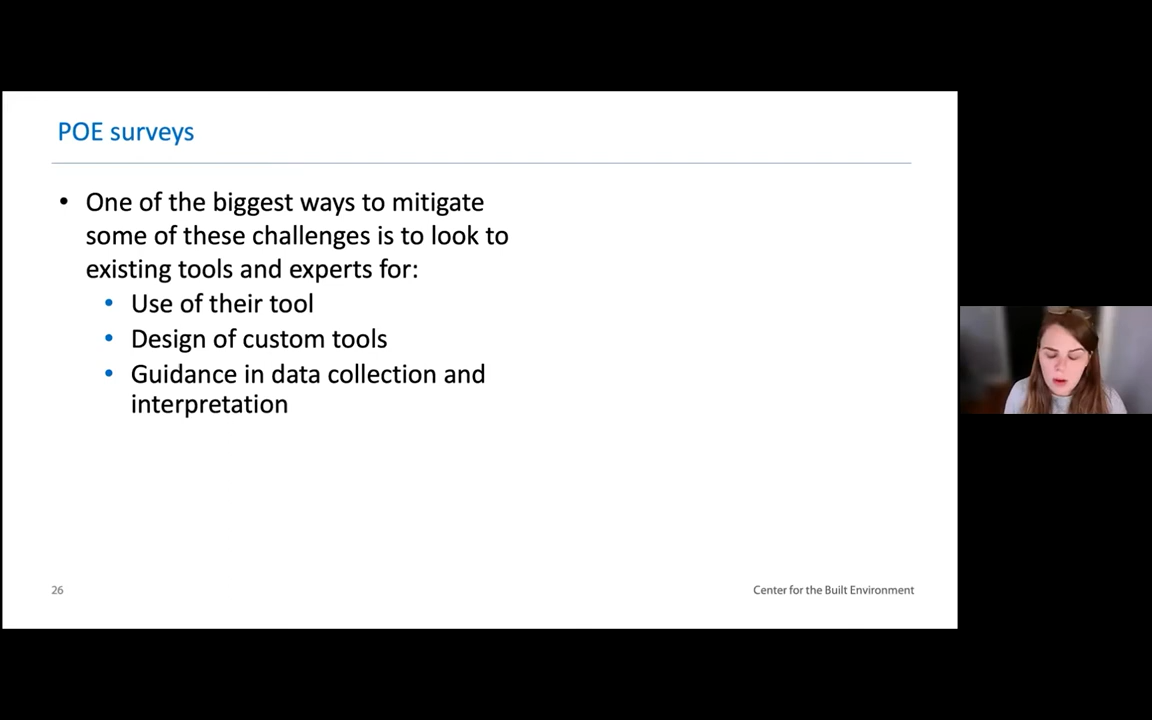 POE surveys
• One of the biggest ways to mitigate
some of these challenges is to look to
existing tools and experts for:
• Use of their tool
• Design of custom tools
• Guidance in data collection and
interpretation
26
Center for the Built Environment